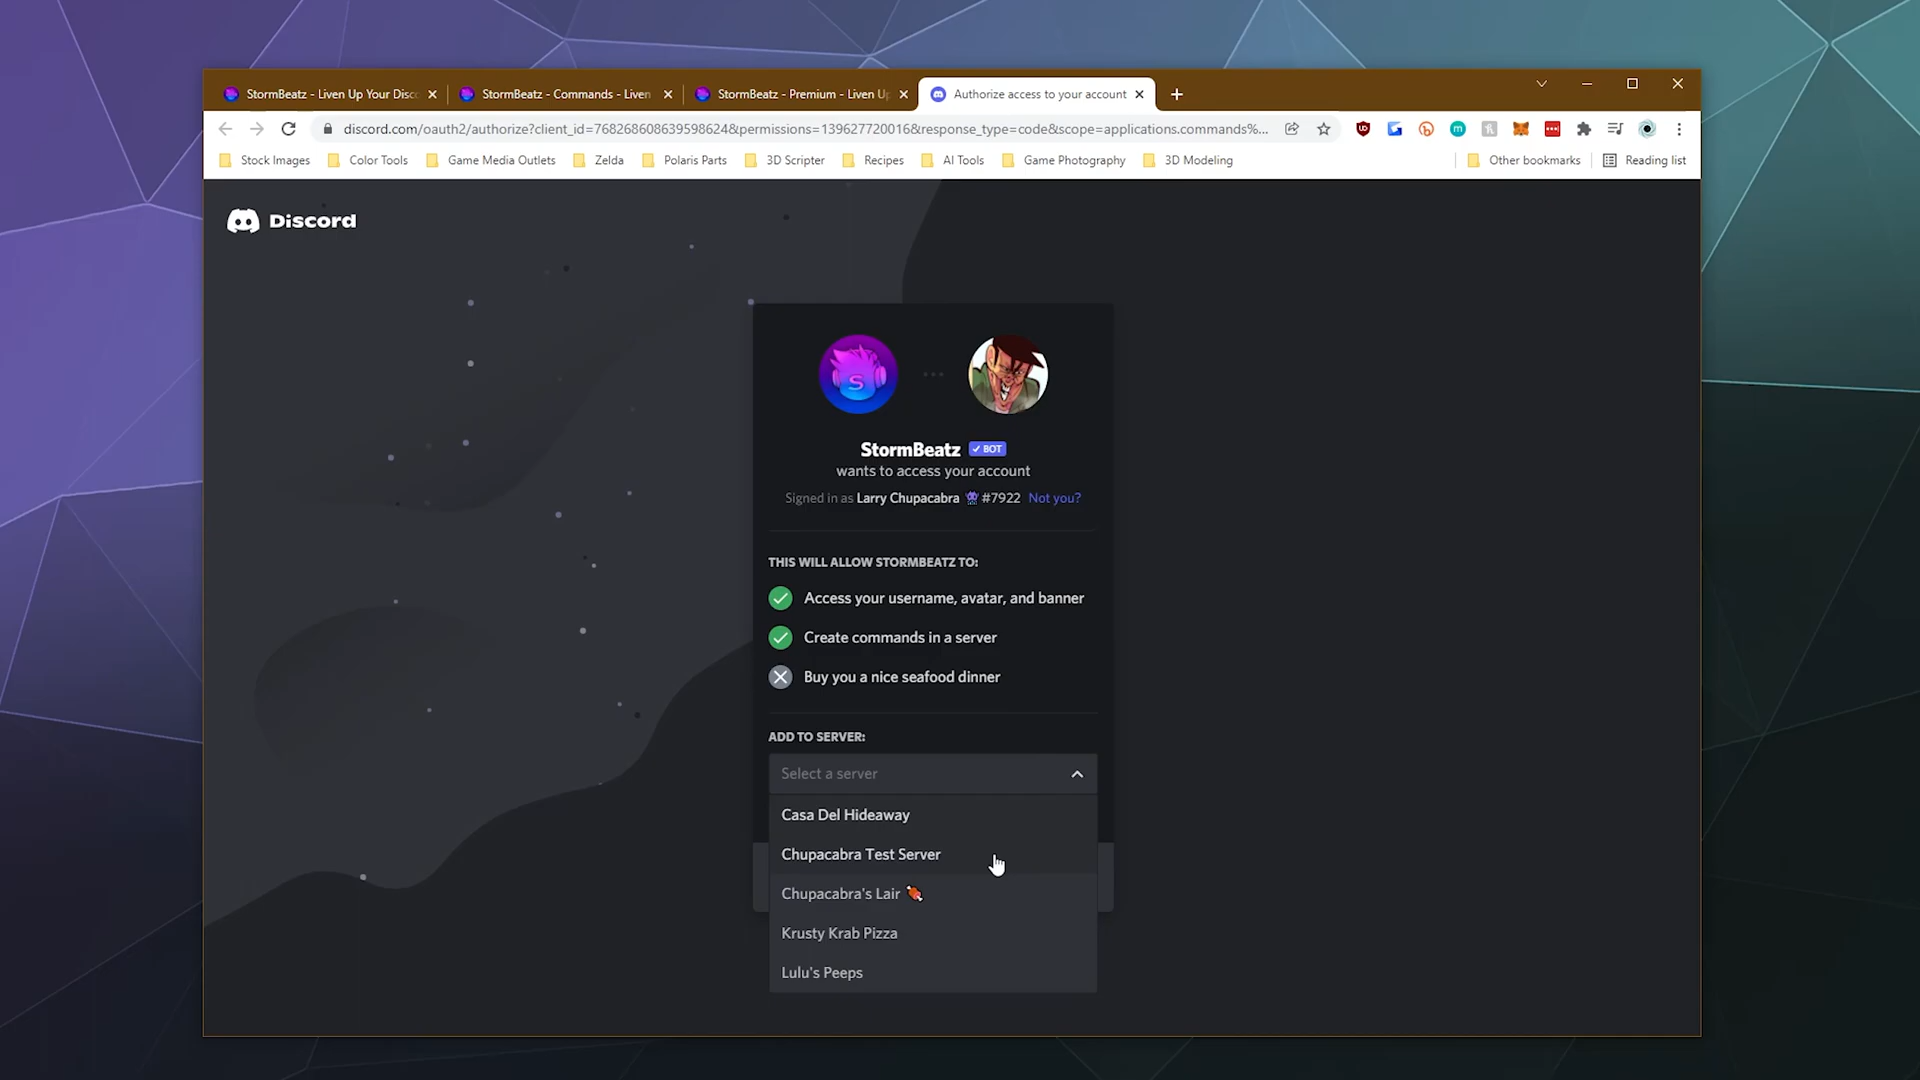 StormBeatz - Liven Up Your Disc
StormBeatz - Commands - Liven
StormBeatz - Premium - Liven Up
Authorize access to your account
discord.com/oauth2/authorize?client_id=768268608639598624&permissions=139627720016&response_type=code&scope=applications.commands%...
Stock Images
Color Tools
Game Media Outlets
Zelda
Polaris Parts
3D Scripter
Recipes
AI Tools
Game Photography
3D Modeling
Other bookmarks
Reading list
Discord
S
StormBeatz BOT
wants to access your account
Signed in as Larry Chupacabra #7922 Not you?
THIS WILL ALLOW STORMBEATZ TO:
Access your username, avatar, and banner
Create commands in a server
Buy you a nice seafood dinner
ADD TO SERVER:
Select a server
Casa Del Hideaway
Chupacabra Test Server
Chupacabra's Lair 🍖
Krusty Krab Pizza
Lulu's Peeps